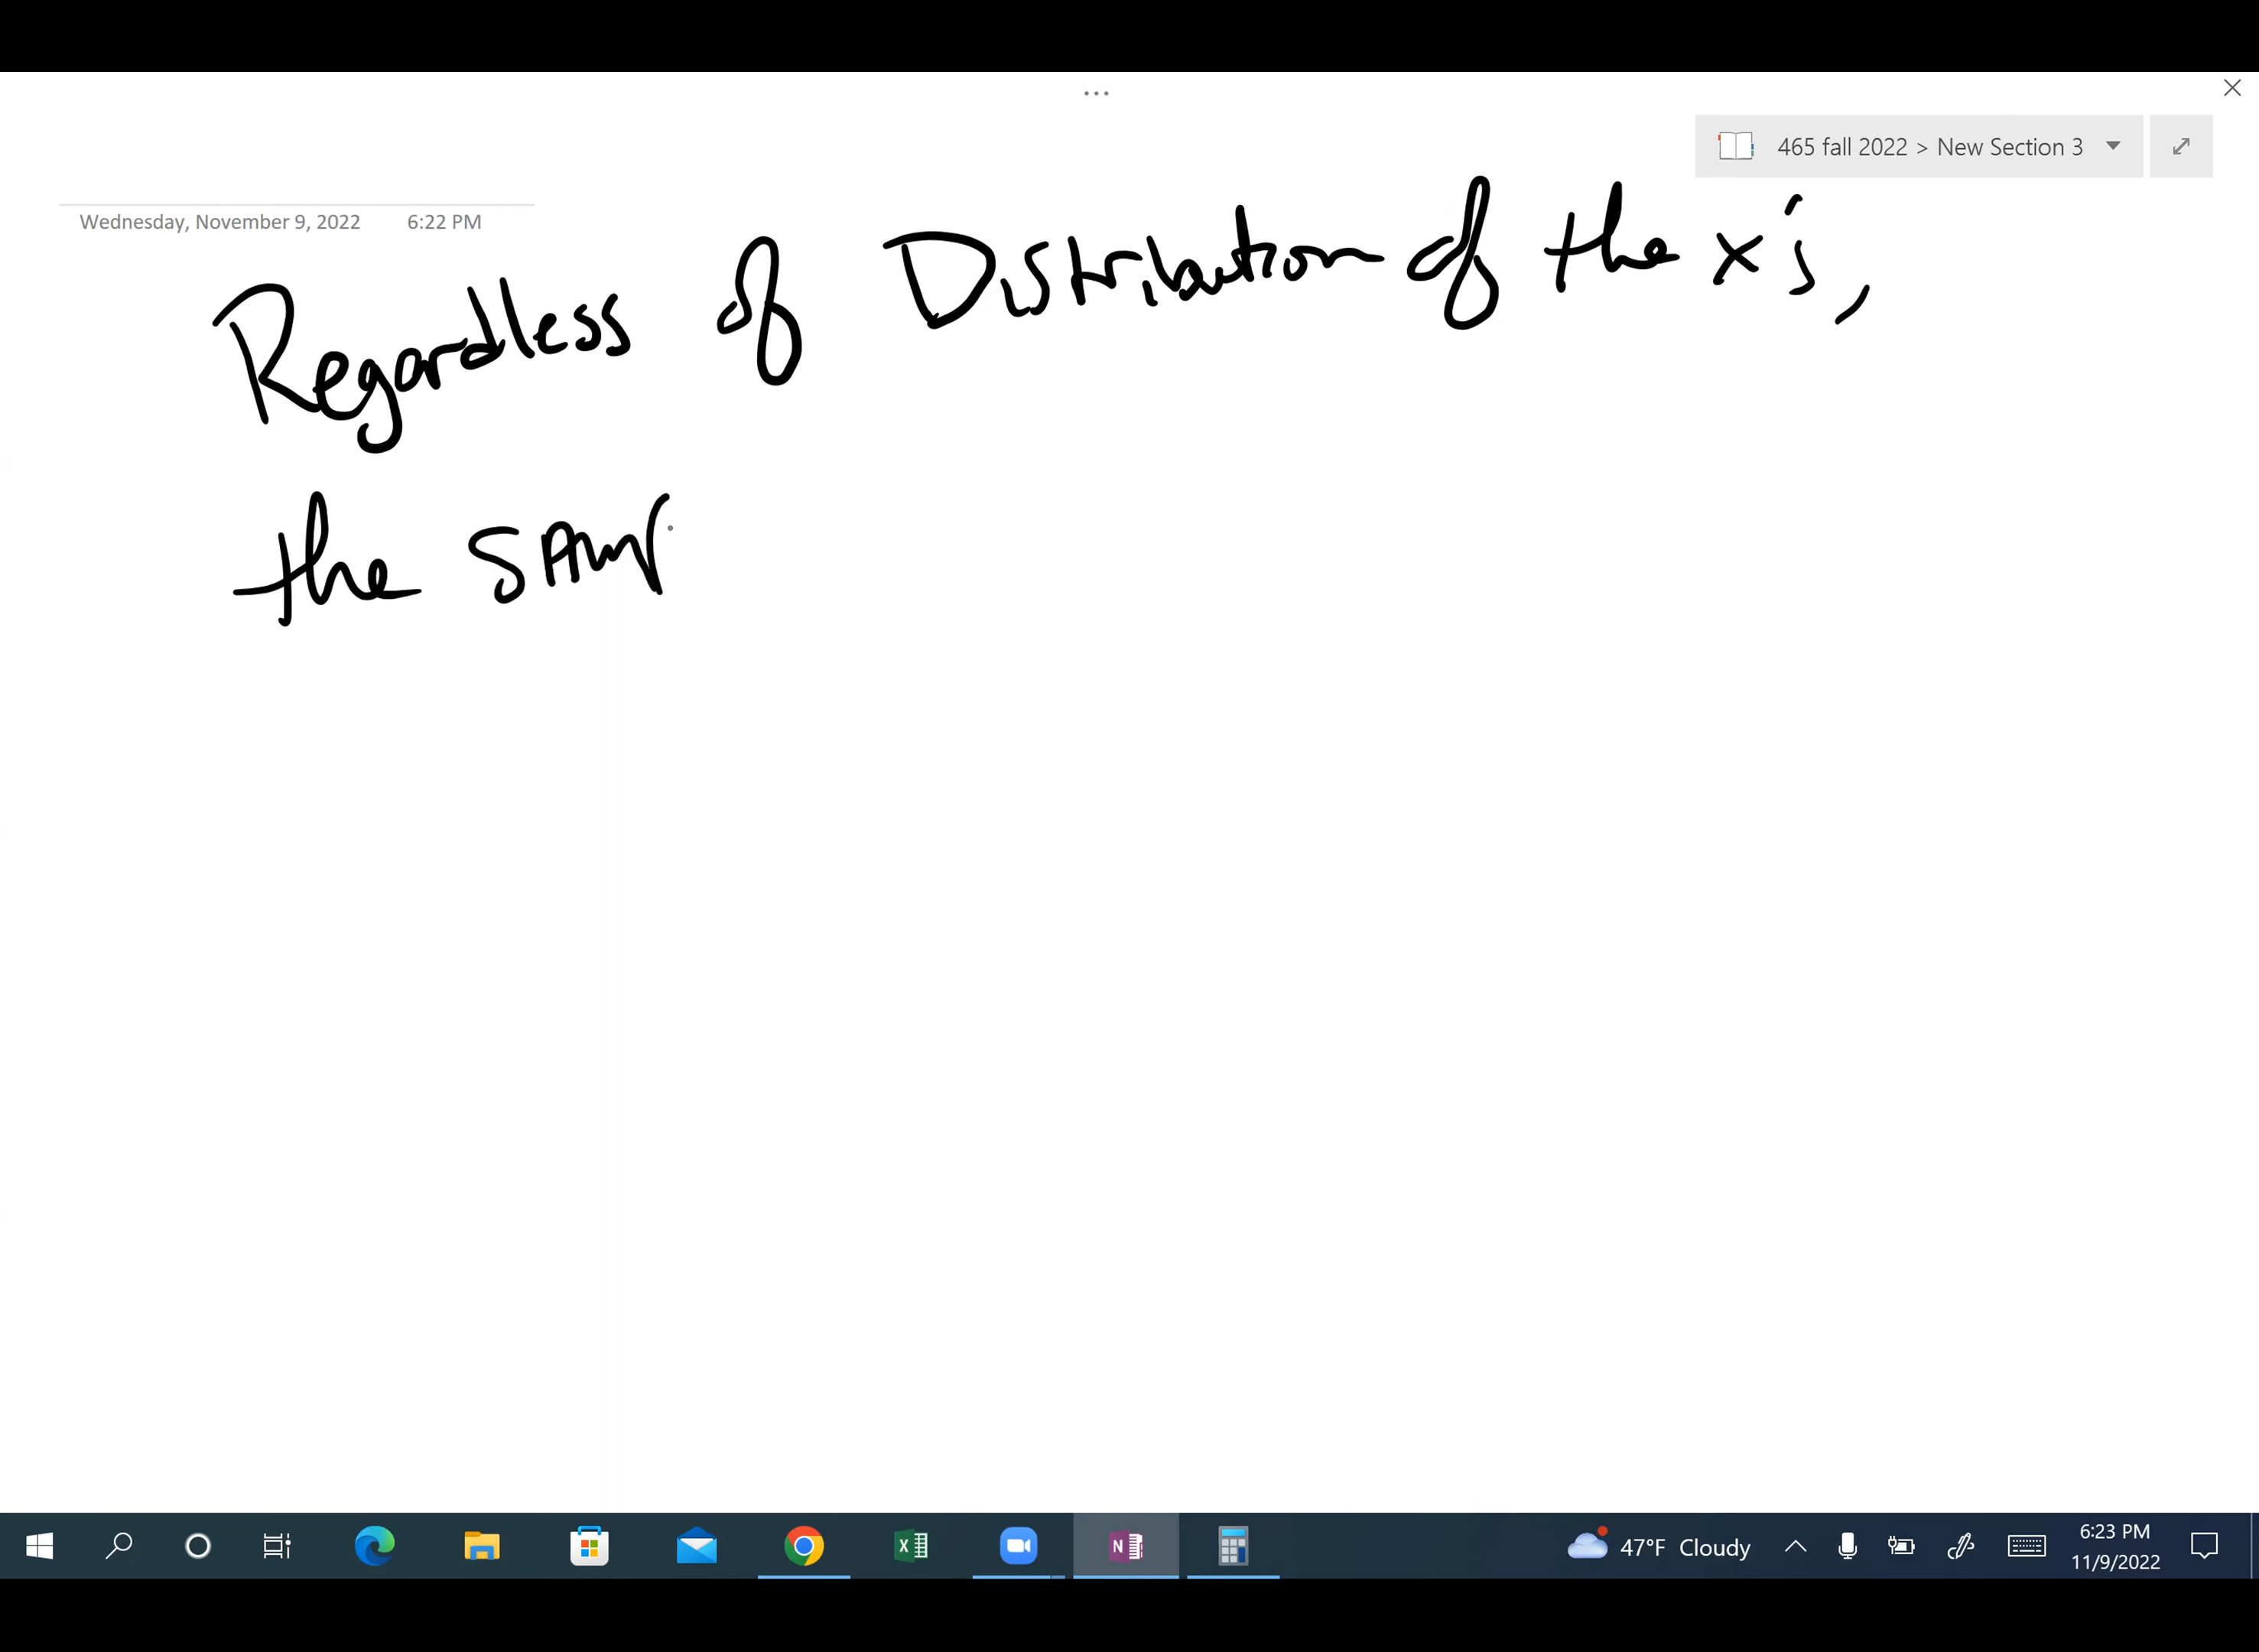 465 fall 2022 > New Section 3
Wednesday, November 9, 2022 6:22 PM
Regardless of Distribution of the x's,
the SAmp
47°F Cloudy
6:23 PM
11/9/2022